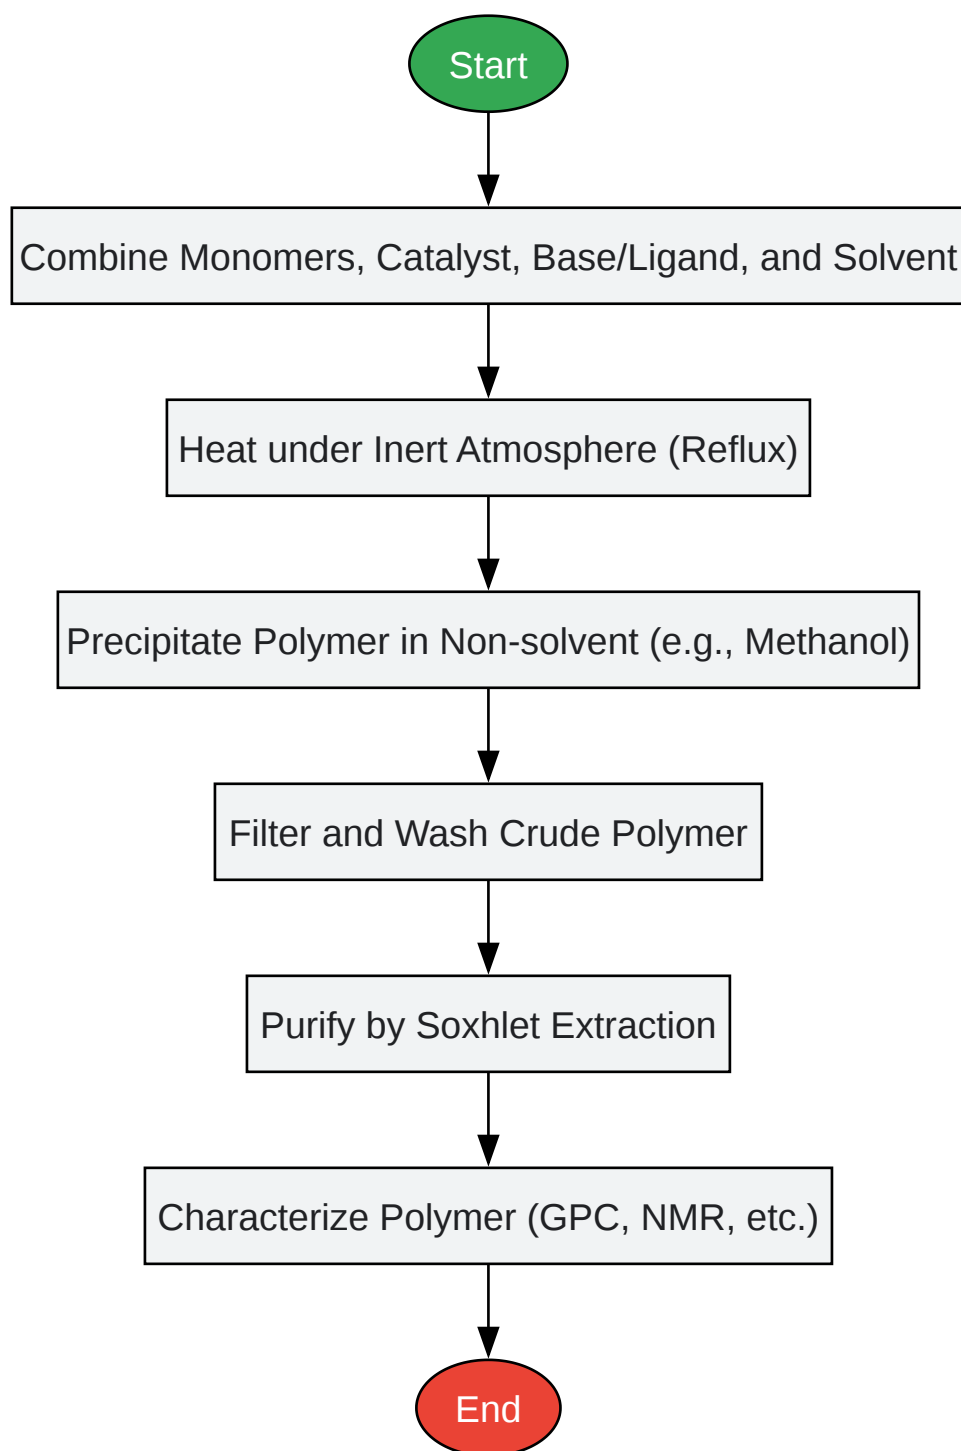 Start
Combine Monomers, Catalyst, Base/Ligand, and Solvent
Heat under Inert Atmosphere (Reflux)
Precipitate Polymer in Non-solvent (e.g., Methanol)
Filter and Wash Crude Polymer
Purify by Soxhlet Extraction
Characterize Polymer (GPC, NMR, etc.)
End